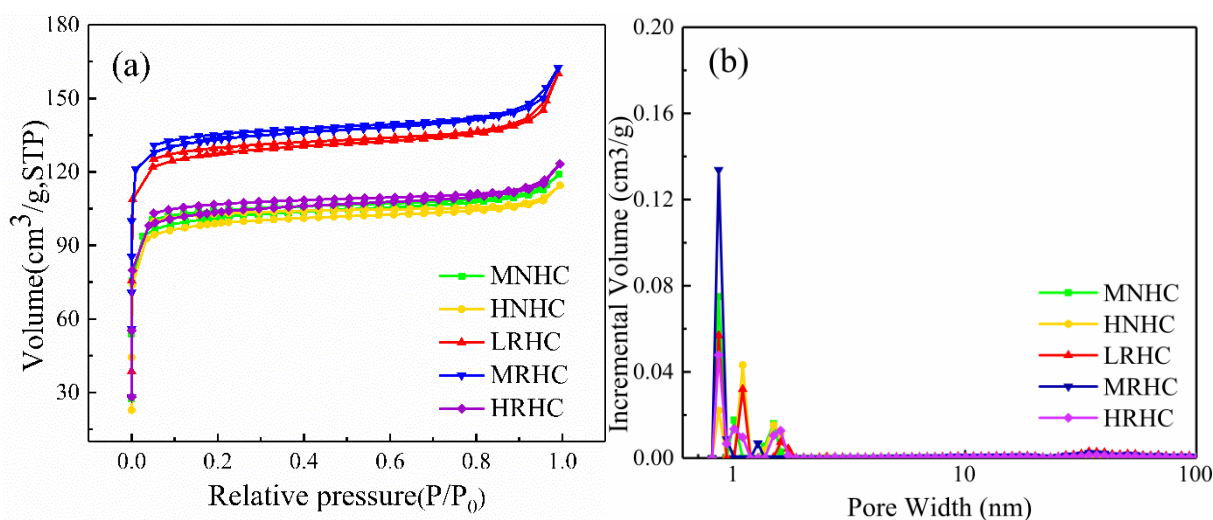 (a)
Volume(cm³/g,STP)
180
150
120
90
60
30
0.0 0.2 0.4 0.6 0.8 1.0
Relative pressure(P/P₀)
MNHC
HNHC
LRHC
MRHC
HRHC
(b)
Incremental Volume (cm3/g)
0.20
0.16
0.12
0.08
0.04
0.00
1 10 100
Pore Width (nm)
MNHC
HNHC
LRHC
MRHC
HRHC